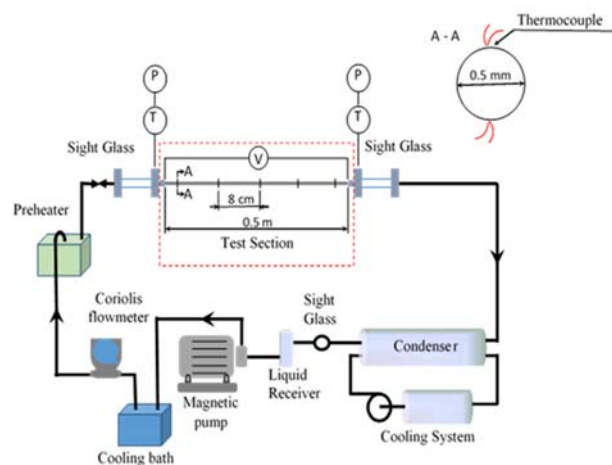 Thermocouple
A - A
0.5 mm
P
P
T
T
Sight Glass
Sight Glass
V
A
A
8 cm
0.5 m
Test Section
Preheater
Coriolis
flowmeter
Sight
Glass
Condenser
Liquid
Receiver
Magnetic
pump
Cooling System
Cooling bath